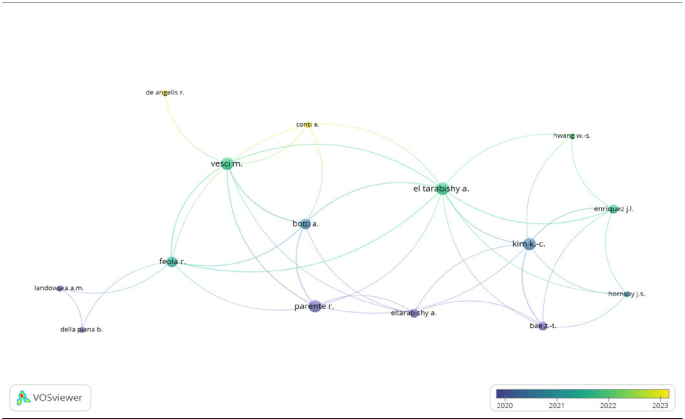 de angelis r.
conti e.
hwang w.-s.
vesci m.
el tarabishy a.
enriquez j.l.
botti a.
kim k.-c.
feola r.
landowska a.m.
hornsby j.s.
parente r.
eltarabishy a.
bae z.-t.
della piana b.
VOSviewer
2020 2021 2022 2023